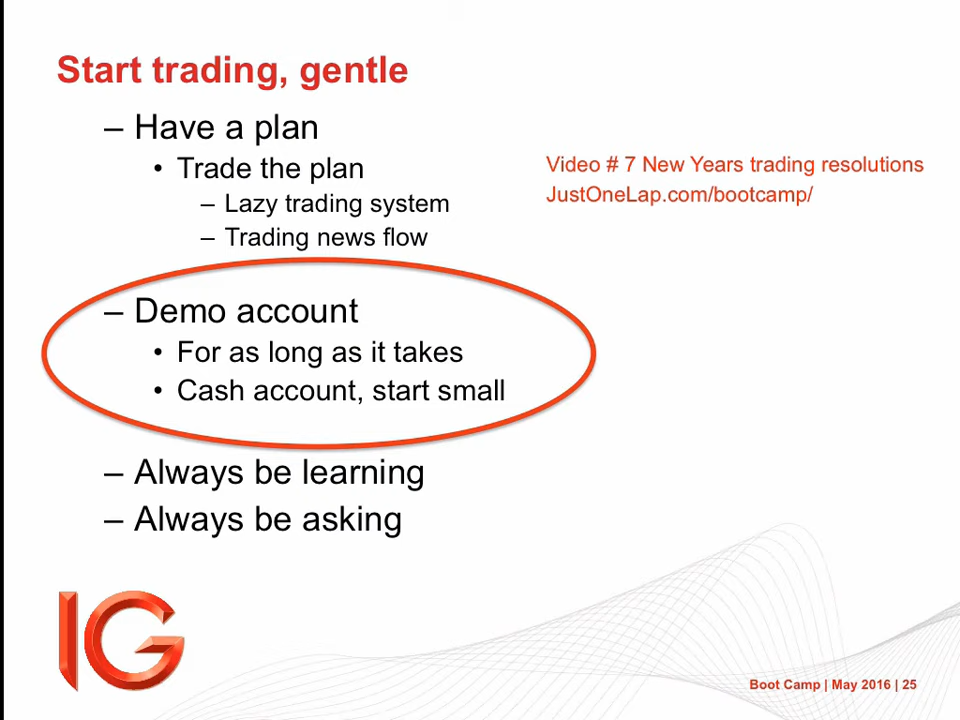 Start trading, gentle
– Have a plan
• Trade the plan
– Lazy trading system
– Trading news flow
Video # 7 New Years trading resolutions
JustOneLap.com/bootcamp/
– Demo account
• For as long as it takes
• Cash account, start small
– Always be learning
– Always be asking
IG
Boot Camp | May 2016 | 25